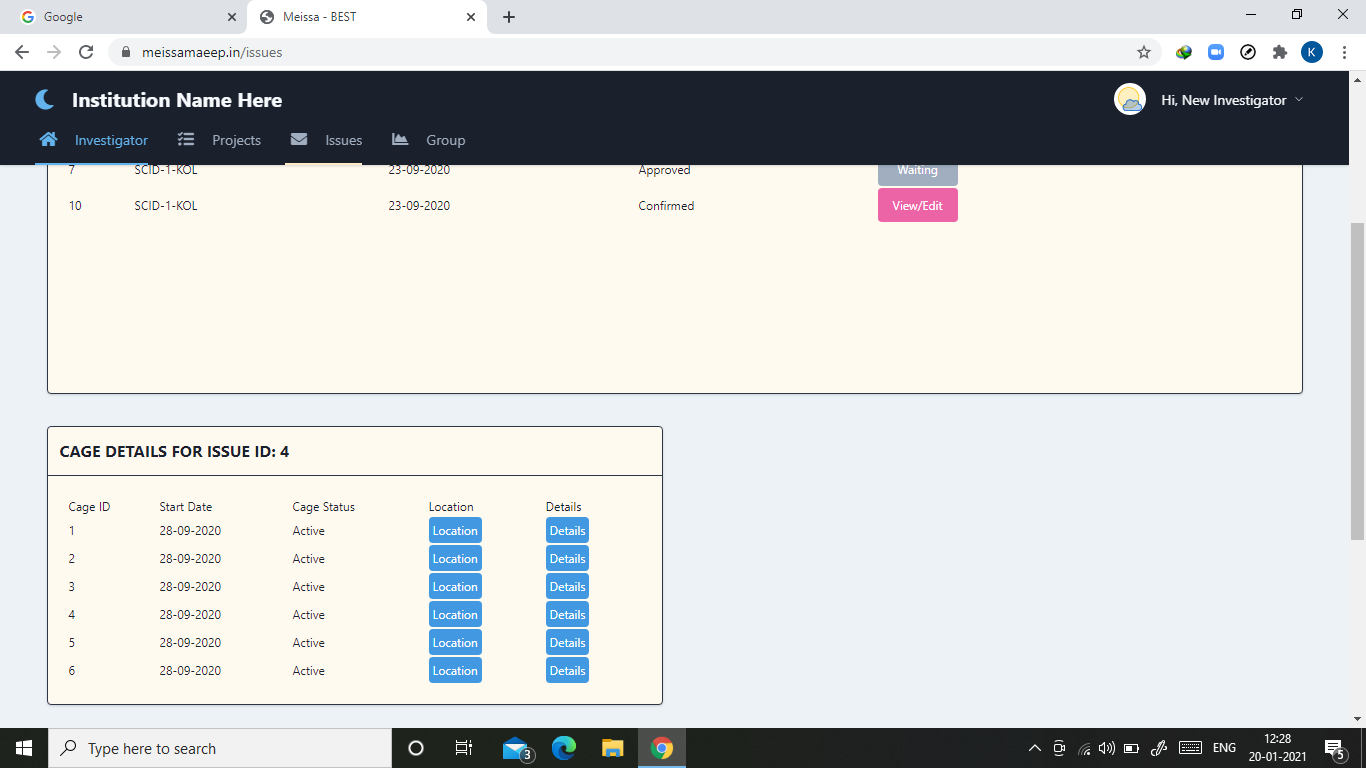 Google
Meissa - BEST
meissamaeep.in/issues
K
Institution Name Here
Hi, New Investigator
Investigator Projects Issues Group
7 SCID-1-KOL 23-09-2020 Approved Waiting
10 SCID-1-KOL 23-09-2020 Confirmed View/Edit
CAGE DETAILS FOR ISSUE ID: 4
Cage ID Start Date Cage Status Location Details
1 28-09-2020 Active Location Details
2 28-09-2020 Active Location Details
3 28-09-2020 Active Location Details
4 28-09-2020 Active Location Details
5 28-09-2020 Active Location Details
6 28-09-2020 Active Location Details
Type here to search
3
ENG
12:28
20-01-2021
5